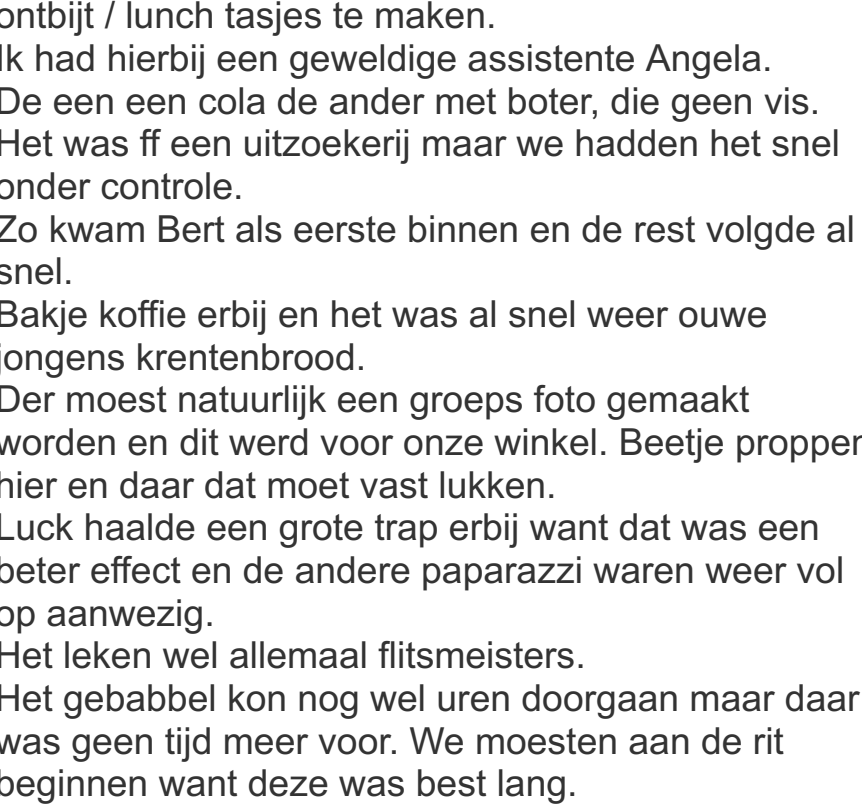 ontbijt / lunch tasjes te maken.
Ik had hierbij een geweldige assistente Angela.
De een een cola de ander met boter, die geen vis.
Het was ff een uitzoekerij maar we hadden het snel
onder controle.
Zo kwam Bert als eerste binnen en de rest volgde al
snel.
Bakje koffie erbij en het was al snel weer ouwe
jongens krentenbrood.
Der moest natuurlijk een groeps foto gemaakt
worden en dit werd voor onze winkel. Beetje propper
hier en daar dat moet vast lukken.
Luck haalde een grote trap erbij want dat was een
beter effect en de andere paparazzi waren weer vol
op aanwezig.
Het leken wel allemaal flitsmeisters.
Het gebabbel kon nog wel uren doorgaan maar daar
was geen tijd meer voor. We moesten aan de rit
beginnen want deze was best lang.